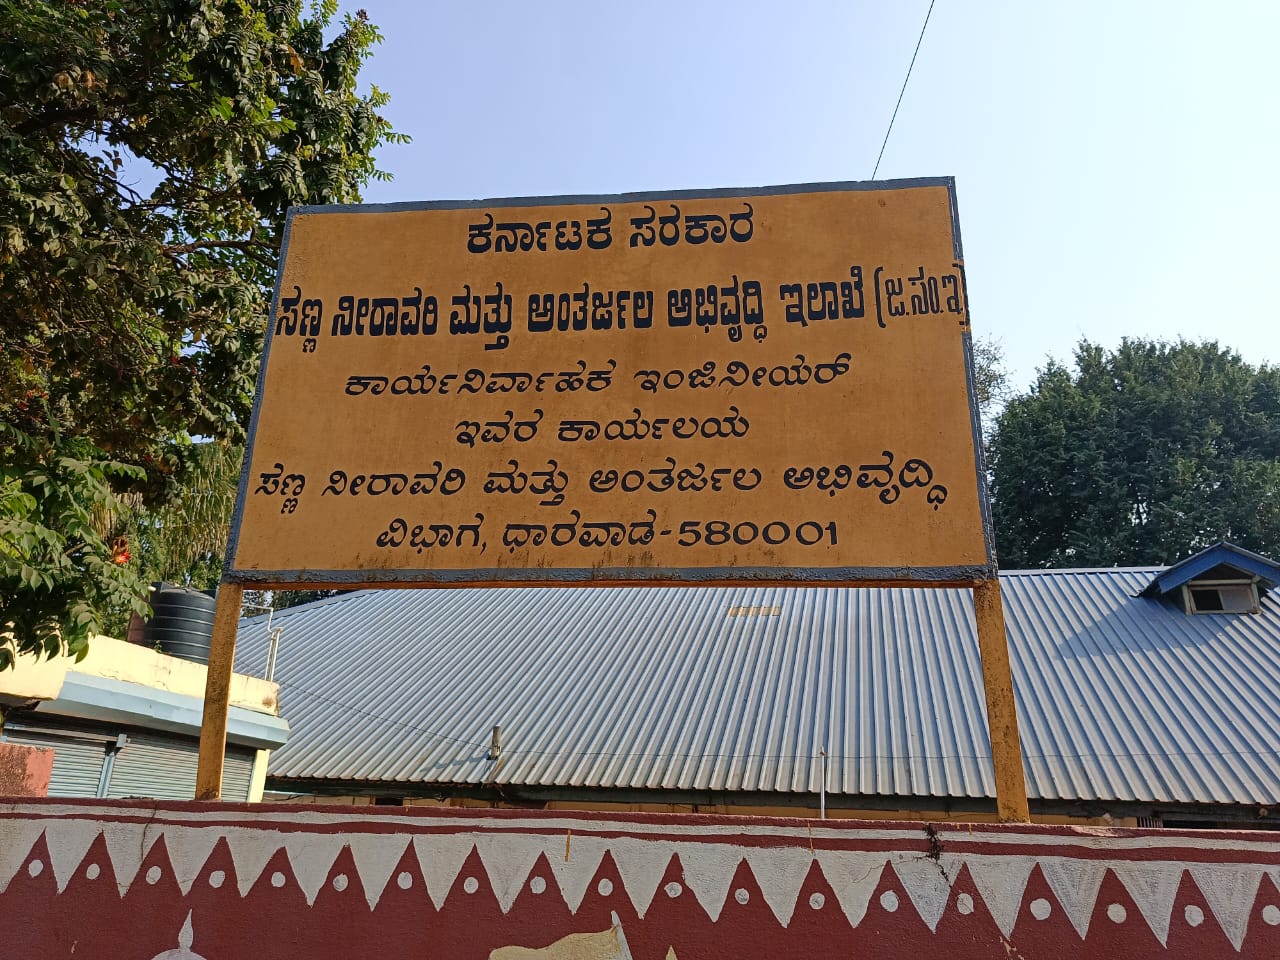 ಕರ್ನಾಟಕ ಸರಕಾರ
ಸಣ್ಣ ನೀರಾವರಿ ಮತ್ತು ಅಂತರ್ಜಲ ಅಭಿವೃದ್ಧಿ ಇಲಾಖೆ (ಜ.ಸಂ.ಇ)
ಕಾರ್ಯನಿರ್ವಾಹಕ ಇಂಜಿನೀಯರ್
ಇವರ ಕಾರ್ಯಲಯ
ಸಣ್ಣ ನೀರಾವರಿ ಮತ್ತು ಅಂತರ್ಜಲ ಅಭಿವೃದ್ಧಿ
ವಿಭಾಗ, ಧಾರವಾಡ-580001